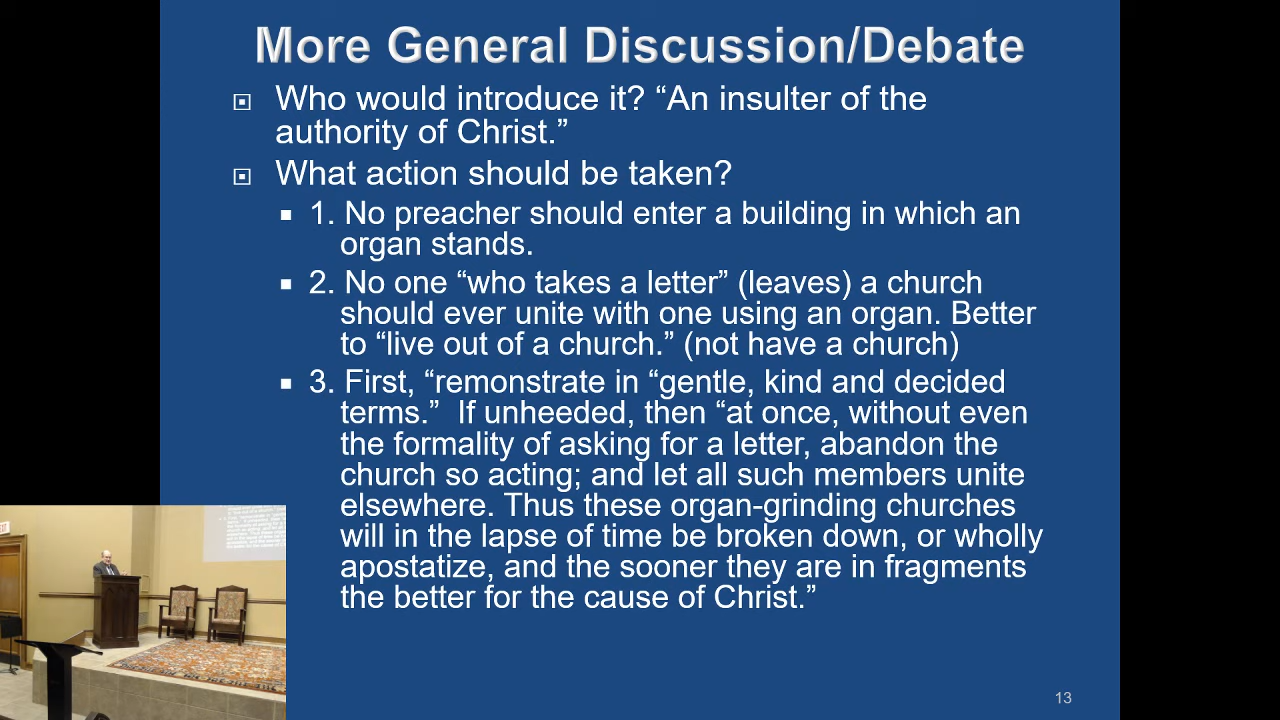 More General Discussion/Debate
Who would introduce it? “An insulter of the
authority of Christ.”
What action should be taken?
1. No preacher should enter a building in which an
organ stands.
2. No one “who takes a letter” (leaves) a church
should ever unite with one using an organ. Better
to “live out of a church.” (not have a church)
3. First, “remonstrate in “gentle, kind and decided
terms.” If unheeded, then “at once, without even
the formality of asking for a letter, abandon the
church so acting; and let all such members unite
elsewhere. Thus these organ-grinding churches
will in the lapse of time be broken down, or wholly
apostatize, and the sooner they are in fragments
the better for the cause of Christ.”
13